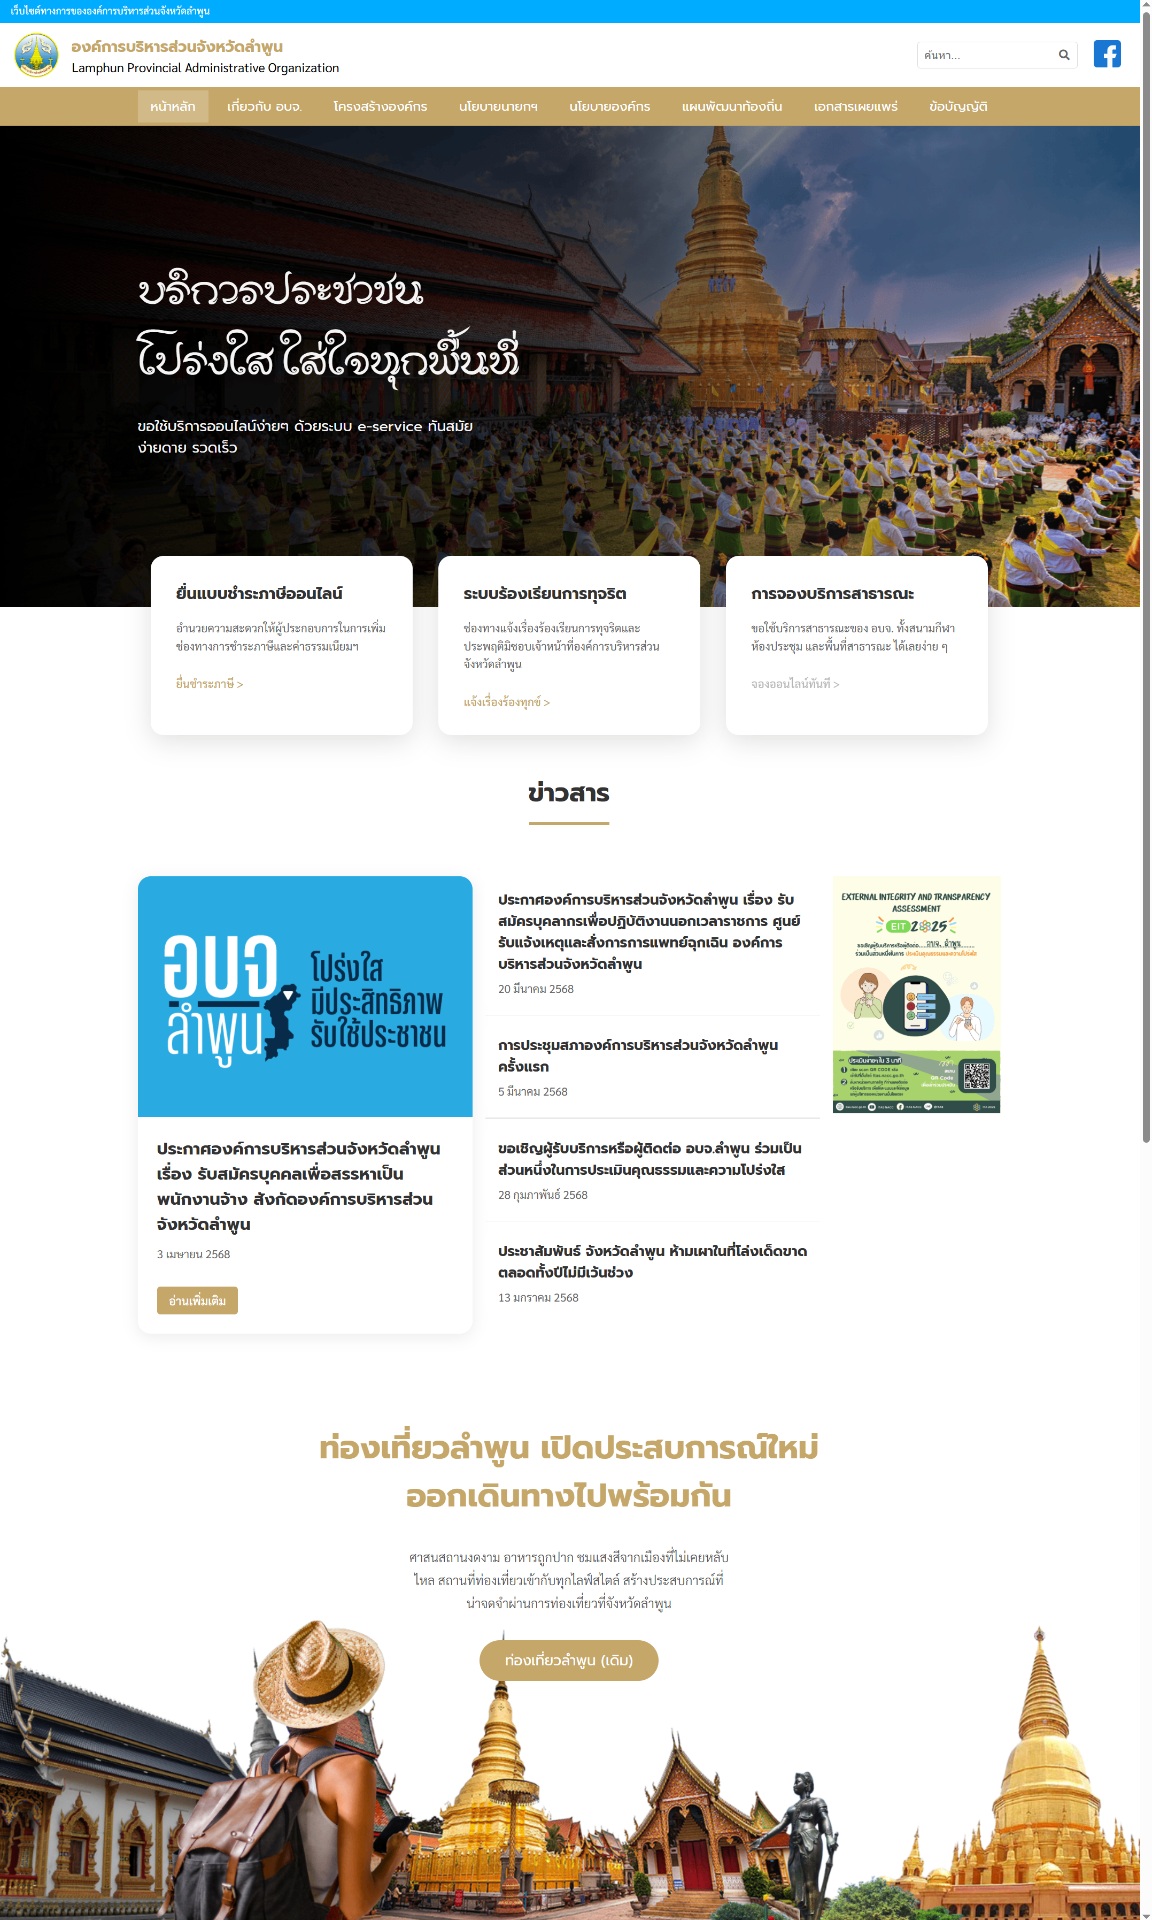 เว็บไซต์ทางการขององค์การบริหารส่วนจังหวัดลำพูน
องค์การบริหารส่วนจังหวัดลำพูน
Lamphun Provincial Administrative Organization
ค้นหา...
หน้าหลัก เกี่ยวกับ อบจ. โครงสร้างองค์กร นโยบายนายกฯ นโยบายองค์กร แผนพัฒนาท้องถิ่น เอกสารเผยแพร่ ข้อบัญญัติ
บริการประชาชน
โปร่งใส ใส่ใจทุกพื้นที่
ขอใช้บริการออนไลน์ง่ายๆ ด้วยระบบ e-service ทันสมัย
ง่ายดาย รวดเร็ว
ยื่นแบบชำระภาษีออนไลน์
อำนวยความสะดวกให้ผู้ประกอบการในการเพิ่ม
ช่องทางการชำระภาษีและค่าธรรมเนียมฯ
ยื่นชำระภาษี >
ระบบร้องเรียนการทุจริต
ช่องทางแจ้งเรื่องร้องเรียนการทุจริตและ
ประพฤติมิชอบเจ้าหน้าที่องค์การบริหารส่วน
จังหวัดลำพูน
แจ้งเรื่องร้องทุกข์ >
การจองบริการสาธารณะ
ขอใช้บริการสาธารณะของ อบจ. ทั้งสนามกีฬา
ห้องประชุม และพื้นที่สาธารณะ ได้เลยง่าย ๆ
จองออนไลน์ทันที >
ข่าวสาร
อบจ
ลำพูน
โปร่งใส
มีประสิทธิภาพ
รับใช้ประชาชน
ประกาศองค์การบริหารส่วนจังหวัดลำพูน
เรื่อง รับสมัครบุคคลเพื่อสรรหาเป็น
พนักงานจ้าง สังกัดองค์การบริหารส่วน
จังหวัดลำพูน
3 เมษายน 2568
อ่านเพิ่มเติม
ประกาศองค์การบริหารส่วนจังหวัดลำพูน เรื่อง รับ
สมัครบุคลากรเพื่อปฏิบัติงานนอกเวลาราชการ ศูนย์
รับแจ้งเหตุและสั่งการการแพทย์ฉุกเฉิน องค์การ
บริหารส่วนจังหวัดลำพูน
20 มีนาคม 2568
การประชุมสภาองค์การบริหารส่วนจังหวัดลำพูน
ครั้งแรก
5 มีนาคม 2568
ขอเชิญผู้รับบริการหรือผู้ติดต่อ อบจ.ลำพูน ร่วมเป็น
ส่วนหนึ่งในการประเมินคุณธรรมและความโปร่งใส
28 กุมภาพันธ์ 2568
ประชาสัมพันธ์ จังหวัดลำพูน ห้ามเผาในที่โล่งเด็ดขาด
ตลอดทั้งปีไม่มีเว้นช่วง
13 มกราคม 2568
EXTERNAL INTEGRITY AND TRANSPARENCY
ASSESSMENT
EIT 2025
อบจ. ลำพูน
ประเมินง่ายๆ ใน 3 นาที
QR-Code
ท่องเที่ยวลำพูน เปิดประสบการณ์ใหม่
ออกเดินทางไปพร้อมกัน
ศาสนสถานงดงาม อาหารถูกปาก ชมแสงสีจากเมืองที่ไม่เคยหลับ
ไหล สถานที่ท่องเที่ยวเข้ากับทุกไลฟ์สไตล์ สร้างประสบการณ์ที่
น่าจดจำผ่านการท่องเที่ยวที่จังหวัดลำพูน
ท่องเที่ยวลำพูน (เดิม)